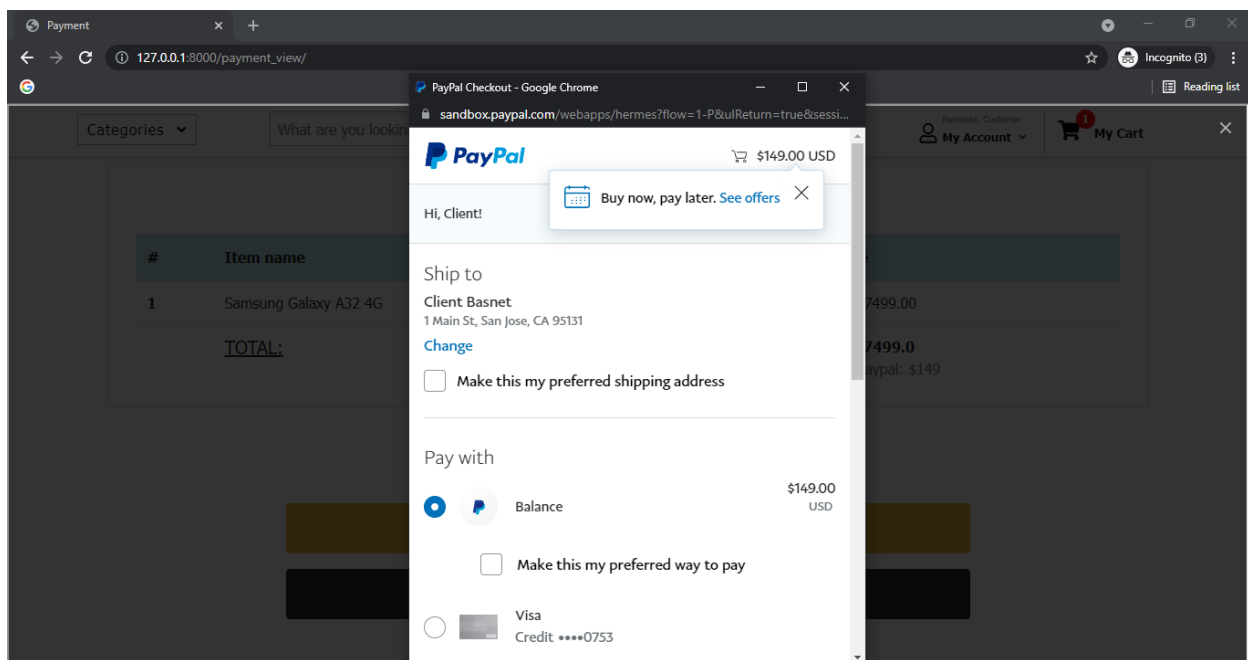 Payment
127.0.0.1:8000/payment_view/
Incognito (3)
Reading list
PayPal Checkout - Google Chrome
sandbox.paypal.com/webapps/hermes?flow=1-P&ulReturn=true&sessi...
Categories
What are you lookin
Namaste, Customer
My Account
1
My Cart
PayPal
$149.00 USD
Buy now, pay later. See offers
Hi, Client!
# Item name
1 Samsung Galaxy A32 4G
7499.00
TOTAL:
7499.0
aypal: $149
Ship to
Client Basnet
1 Main St, San Jose, CA 95131
Change
Make this my preferred shipping address
Pay with
Balance
$149.00
USD
Make this my preferred way to pay
Visa
Credit ••••0753